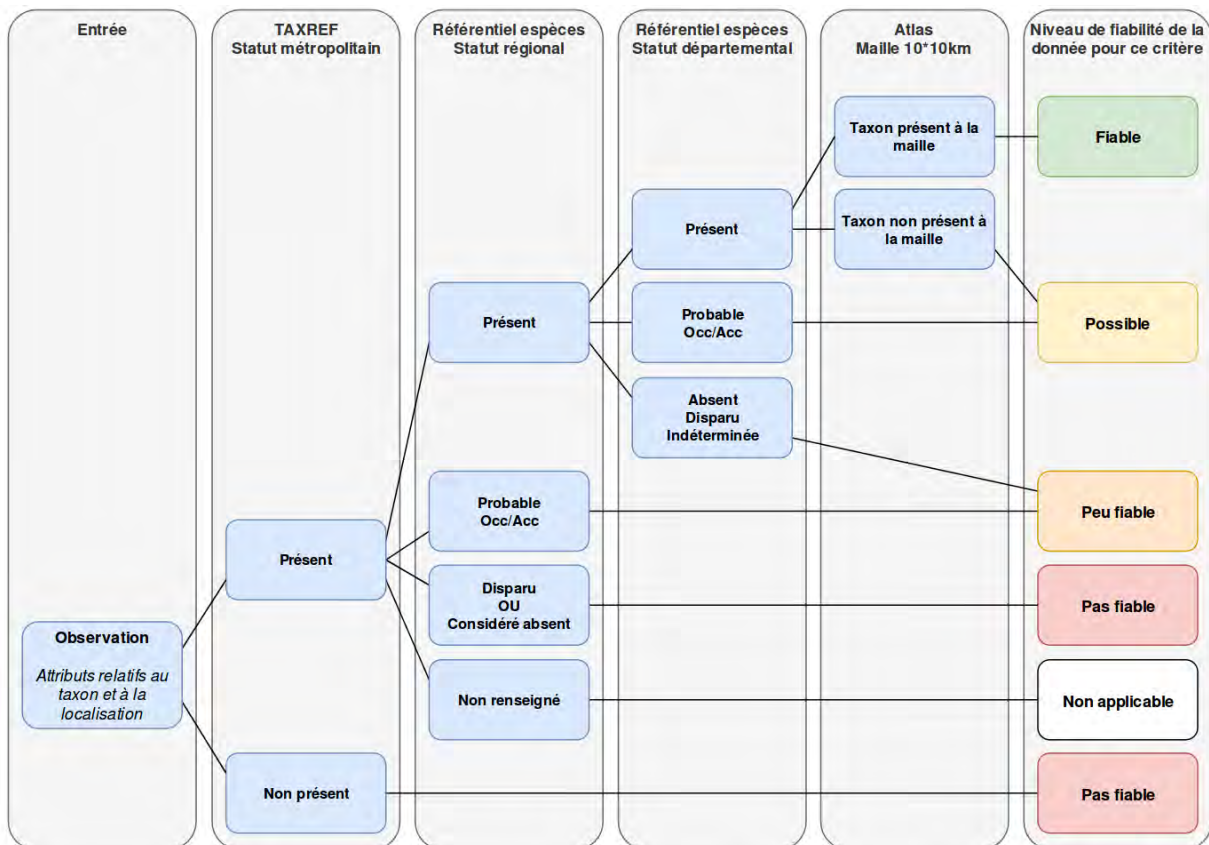 Entrée
TAXREF
Statut métropolitain
Référentiel espèces
Statut régional
Référentiel espèces
Statut départemental
Atlas
Maille 10*10km
Niveau de fiabilité de la
donnée pour ce critère
Observation
Attributs relatifs au
taxon et à la
localisation
Présent
Non présent
Présent
Probable
Occ/Acc
Disparu
OU
Considéré absent
Non renseigné
Présent
Probable
Occ/Acc
Absent
Disparu
Indéterminée
Taxon présent à la
maille
Taxon non présent à
la maille
Fiable
Possible
Peu fiable
Pas fiable
Non applicable
Pas fiable